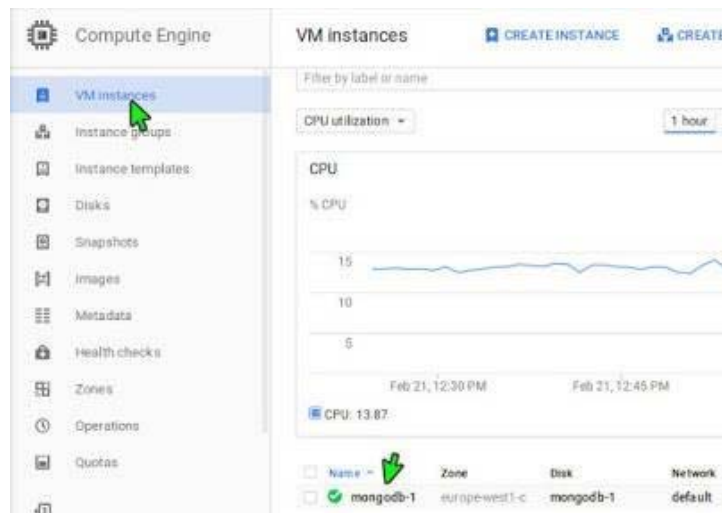 Compute Engine
VM instances
Instance groups
Instance templates
Disks
Snapshots
Images
Metadata
Health checks
Zones
Operations
Quotas
VM instances
CREATE INSTANCE
CREATE
Filter by label or name
CPU utilization
1 hour
CPU
% CPU
15
10
5
Feb 21, 12:30 PM
Feb 21, 12:45 PM
CPU: 13.87
Name Zone Disk Network
mongodb-1 europe-west1-c mongodb-1 default